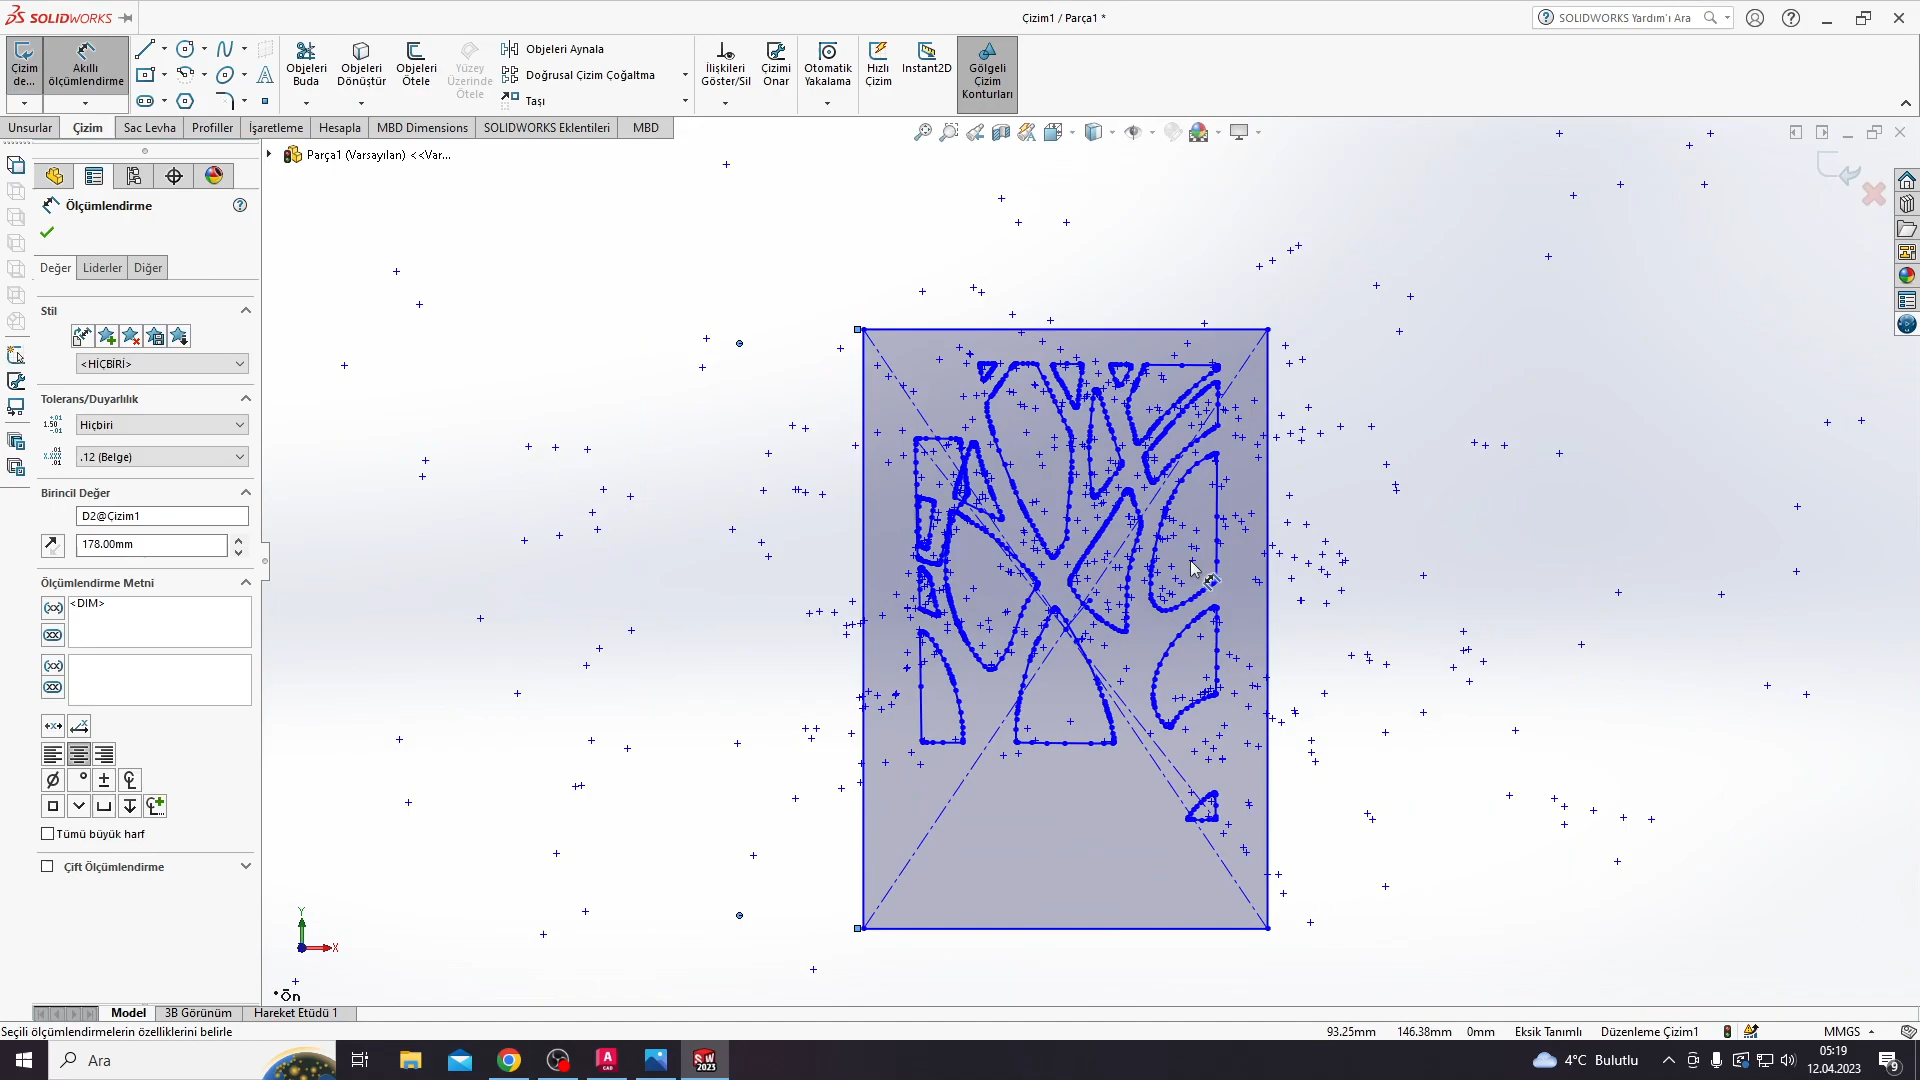 SOLIDWORKS
Çizim1 / Parça1 *
SOLIDWORKS Yardım'ı Ara
Çizim de...
Akıllı ölçümlendirme
Objeleri Buda
Objeleri Dönüştür
Objeleri Ötele
Yüzey Üzerinde Ötele
Objeleri Aynala
Doğrusal Çizim Çoğaltma
Taşı
İlişkileri Göster/Sil
Çizimi Onar
Otomatik Yakalama
Hızlı Çizim
Instant2D
Gölgeli Çizim Konturları
Unsurlar
Çizim
Sac Levha
Profiller
İşaretleme
Hesapla
MBD Dimensions
SOLIDWORKS Eklentileri
MBD
Parça1 (Varsayılan) <<Var...
Ölçümlendirme
Değer
Liderler
Diğer
Stil
<HİÇBİRİ>
Tolerans/Duyarlılık
Hiçbiri
.12 (Belge)
Birincil Değer
D2@Çizim1
178.00mm
Ölçümlendirme Metni
<DIM>
Tümü büyük harf
Çift Ölçümlendirme
Y
X
*Ön
Model
3B Görünüm
Hareket Etüdü 1
Seçili ölçümlendirmelerin özelliklerini belirle
93.25mm
146.38mm
0mm
Eksik Tanımlı
Düzenleme Çizim1
MMGS
Ara
4°C Bulutlu
05:19
12.04.2023
9